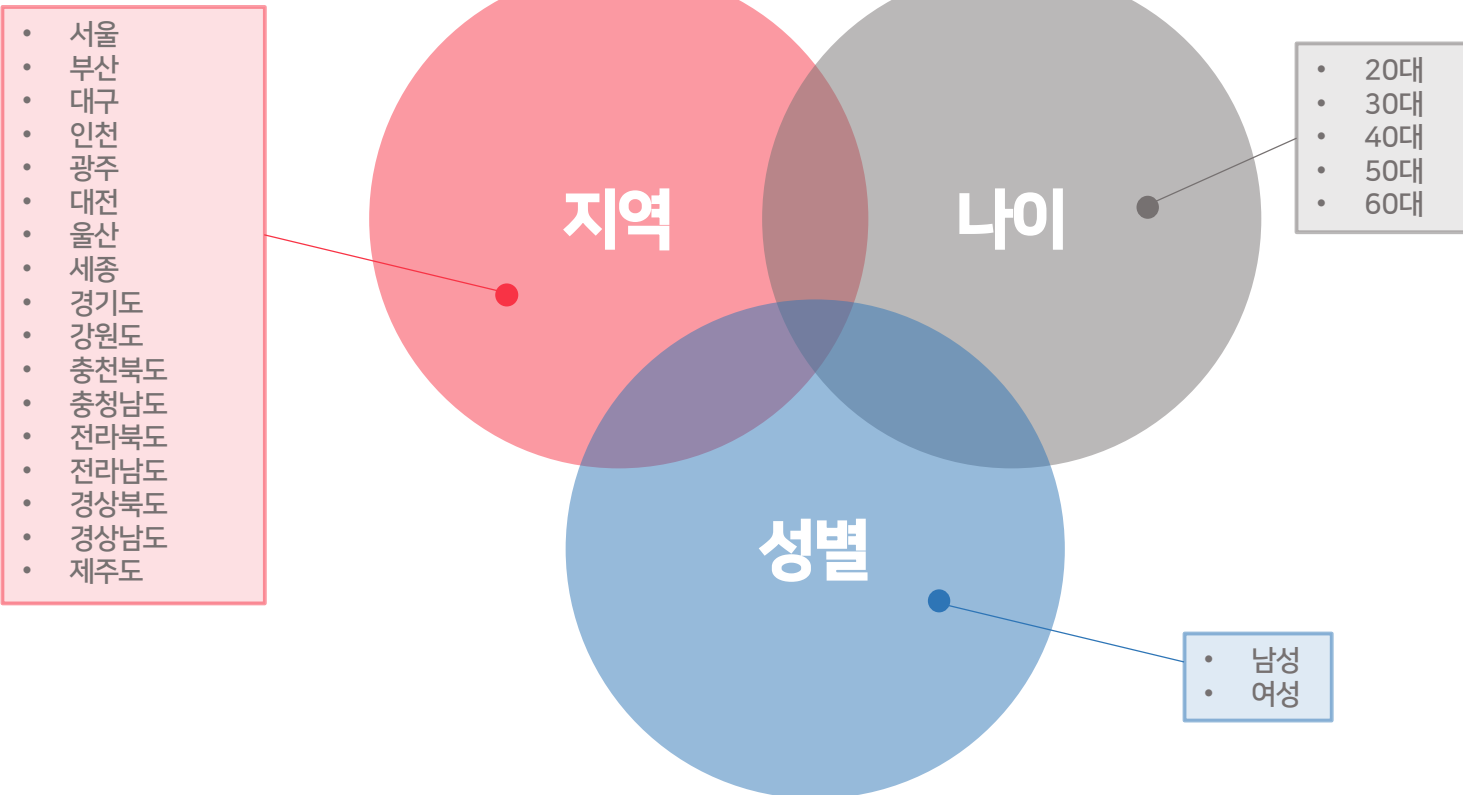 • 서울
• 부산
• 대구
• 인천
• 광주
• 대전
• 울산
• 세종
• 경기도
• 강원도
• 충천북도
• 충청남도
• 전라북도
• 전라남도
• 경상북도
• 경상남도
• 제주도
지역
나이
• 20대
• 30대
• 40대
• 50대
• 60대
성별
• 남성
• 여성